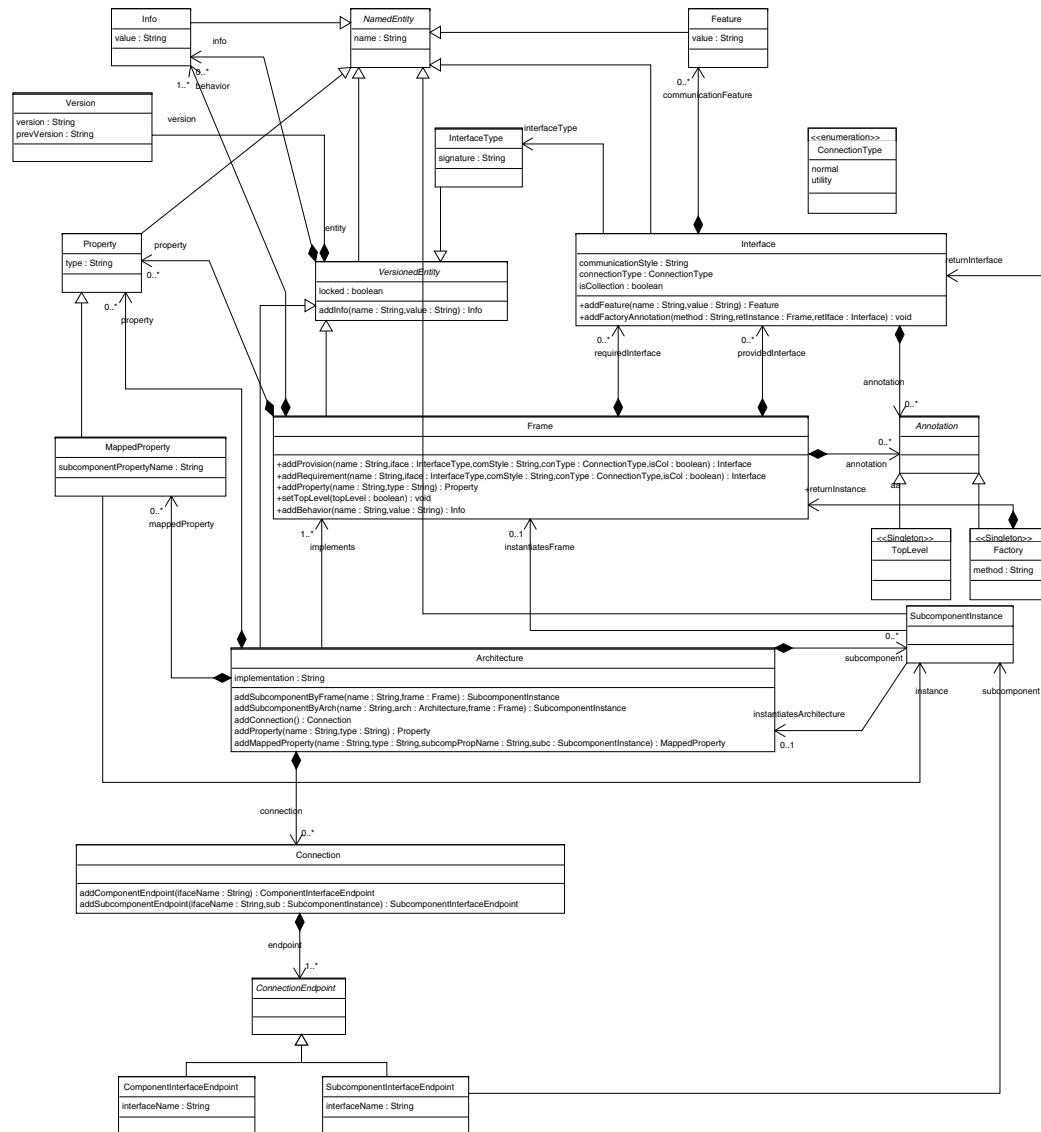 Info
value : String
NamedEntity
name : String
Feature
value : String
info
0..*
1..*
behavior
0..*
communicationFeature
Version
version : String
prevVersion : String
version
InterfaceType
signature : String
interfaceType
<<enumeration>>
ConnectionType
normal
utility
entity
Property
type : String
property
0..*
0..*
property
VersionedEntity
locked : boolean
addInfo(name : String,value : String) : Info
Interface
communicationStyle : String
connectionType : ConnectionType
isCollection : boolean
+addFeature(name : String,value : String) : Feature
+addFactoryAnnotation(method : String,retInstance : Frame,retIface : Interface) : void
returnInterface
0..*
requiredInterface
0..*
providedInterface
annotation
0..*
MappedProperty
subcomponentPropertyName : String
0..*
mappedProperty
Frame
+addProvision(name : String,iface : InterfaceType,comStyle : String,conType : ConnectionType,isCol : boolean) : Interface
+addRequirement(name : String,iface : InterfaceType,comStyle : String,conType : ConnectionType,isCol : boolean) : Interface
+addProperty(name : String,type : String) : Property
+setTopLevel(topLevel : boolean) : void
+addBehavior(name : String,value : String) : Info
0..*
annotation
Annotation
aa
+returnInstance
<<Singleton>>
TopLevel
<<Singleton>>
Factory
method : String
1..*
implements
0..1
instantiatesFrame
SubcomponentInstance
0..*
subcomponent
Architecture
implementation : String
addSubcomponentByFrame(name : String,frame : Frame) : SubcomponentInstance
addSubcomponentByArch(name : String,arch : Architecture,frame : Frame) : SubcomponentInstance
addConnection() : Connection
addProperty(name : String,type : String) : Property
addMappedProperty(name : String,type : String,subcompPropName : String,subc : SubcomponentInstance) : MappedProperty
instance
subcomponent
instantiatesArchitecture
0..1
connection
0..*
Connection
addComponentEndpoint(ifaceName : String) : ComponentInterfaceEndpoint
addSubcomponentEndpoint(ifaceName : String,sub : SubcomponentInstance) : SubcomponentInterfaceEndpoint
endpoint
1..*
ConnectionEndpoint
ComponentInterfaceEndpoint
interfaceName : String
SubcomponentInterfaceEndpoint
interfaceName : String